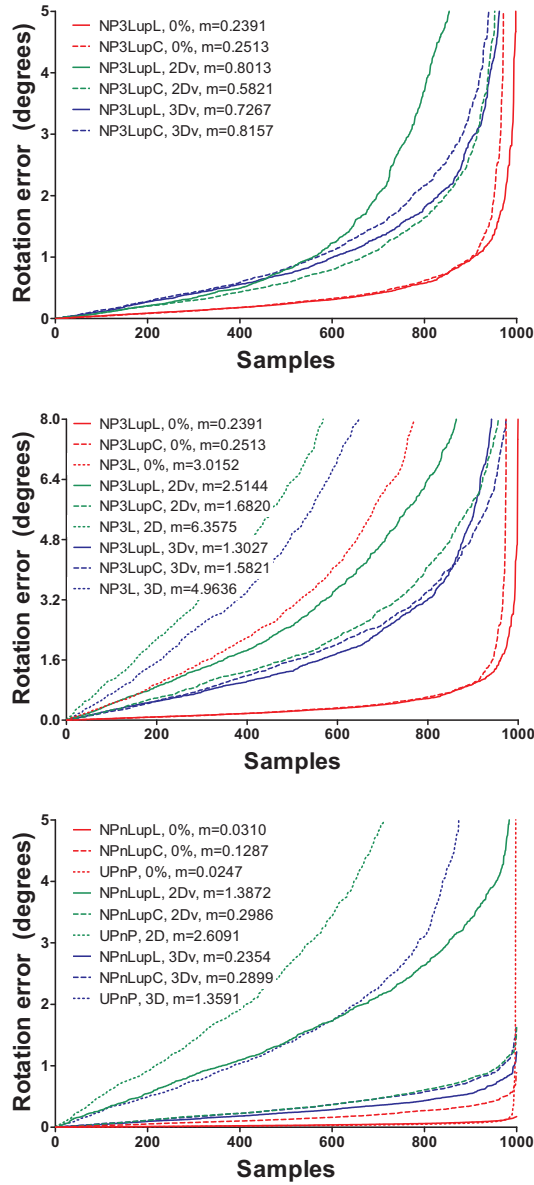 5
4
3
2
1
0
Rotation error (degrees)
NP3LupL, 0%, m=0.2391
NP3LupC, 0%, m=0.2513
NP3LupL, 2Dv, m=0.8013
NP3LupC, 2Dv, m=0.5821
NP3LupL, 3Dv, m=0.7267
NP3LupC, 3Dv, m=0.8157
0 200 400 600 800 1000
Samples
8.0
6.4
4.8
3.2
1.6
0.0
Rotation error (degrees)
NP3LupL, 0%, m=0.2391
NP3LupC, 0%, m=0.2513
NP3L, 0%, m=3.0152
NP3LupL, 2Dv, m=2.5144
NP3LupC, 2Dv, m=1.6820
NP3L, 2D, m=6.3575
NP3LupL, 3Dv, m=1.3027
NP3LupC, 3Dv, m=1.5821
NP3L, 3D, m=4.9636
0 200 400 600 800 1000
Samples
5
4
3
2
1
0
Rotation error (degrees)
NPnLupL, 0%, m=0.0310
NPnLupC, 0%, m=0.1287
UPnP, 0%, m=0.0247
NPnLupL, 2Dv, m=1.3872
NPnLupC, 2Dv, m=0.2986
UPnP, 2D, m=2.6091
NPnLupL, 3Dv, m=0.2354
NPnLupC, 3Dv, m=0.2899
UPnP, 3D, m=1.3591
0 200 400 600 800 1000
Samples